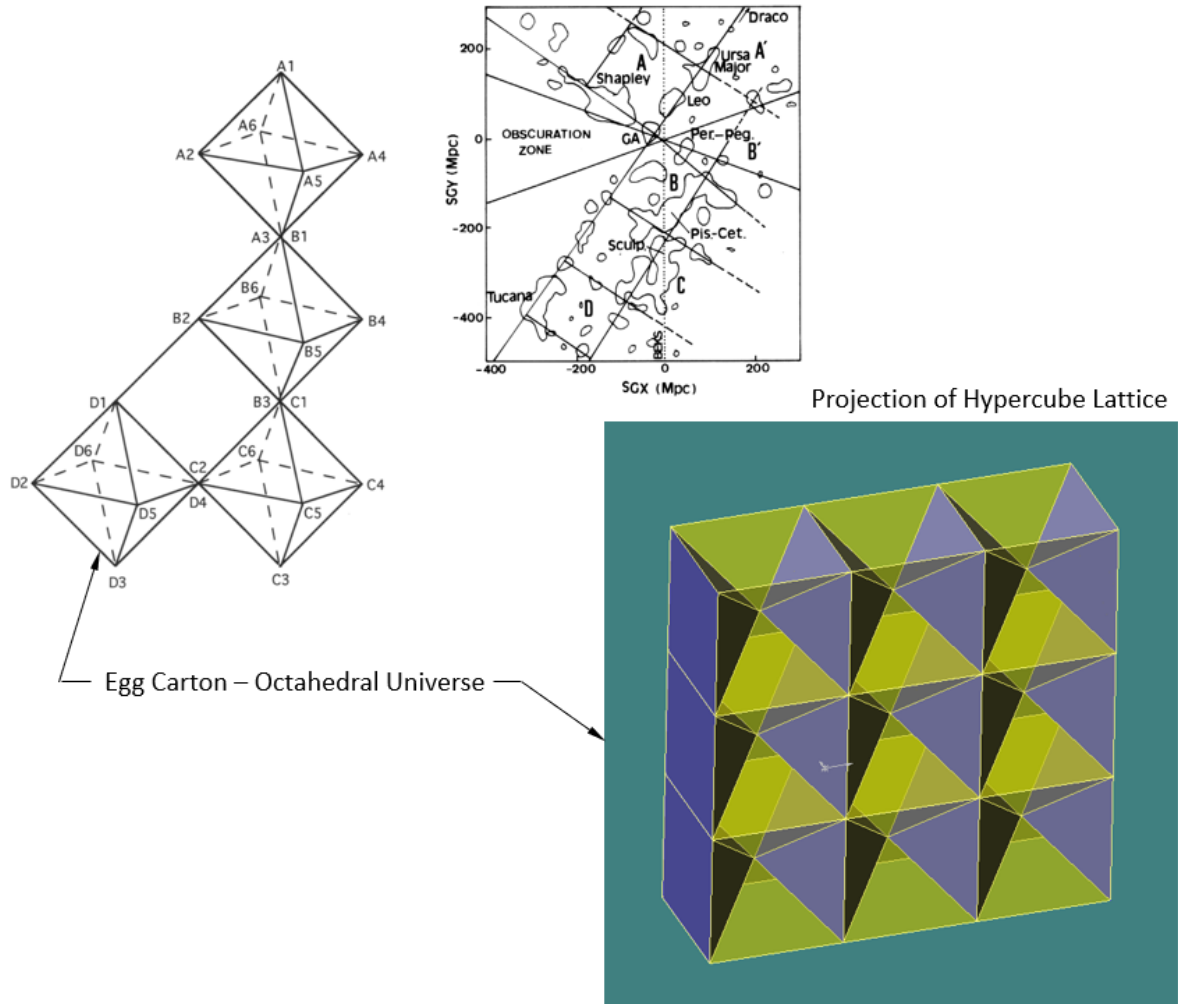 A1
A6
A2
A4
A5
A3 B1
B6
B2
B4
B5
D1
B3 C1
D6
C2
C6
D2
D4
C4
D5
C5
D3
C3
Draco
200
A
Ursa A´
Major
Shapley
Leo
OBSCURATION
ZONE
0
GA
Per.-Peg.
B´
B
SGY (Mpc)
-200
Pis.-Cet.
Sculp.
C
Tucana
°D
-400
BEKS
-400
-200
0
200
SGX (Mpc)
Projection of Hypercube Lattice
Egg Carton – Octahedral Universe